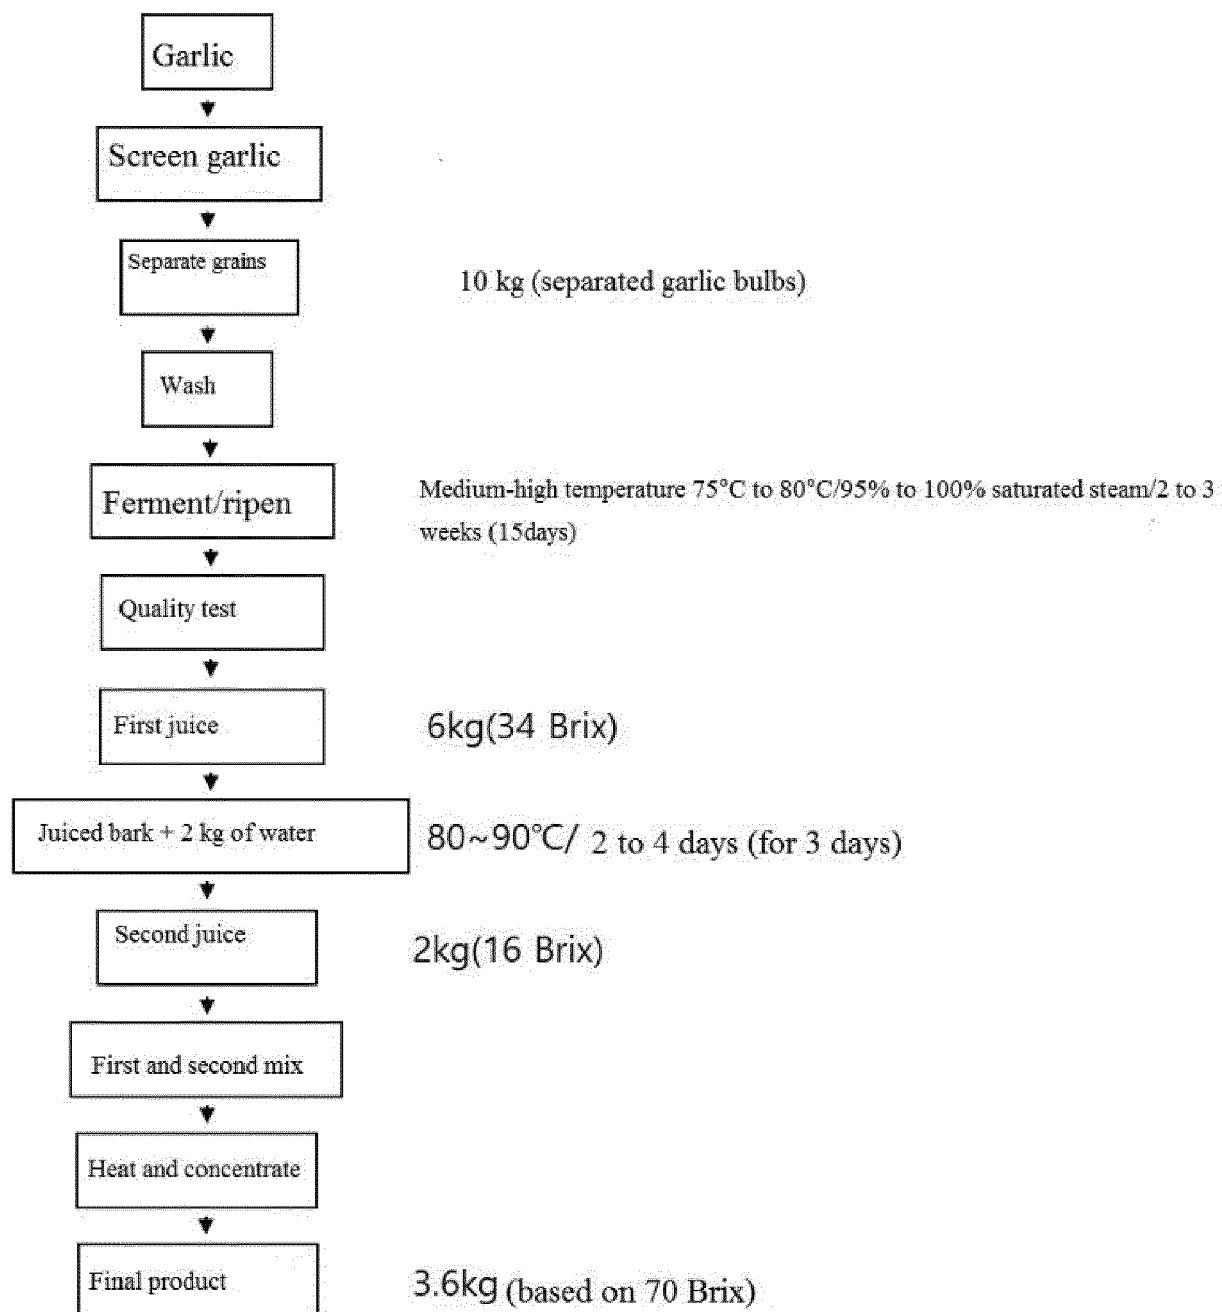 Garlic
Screen garlic
Separate grains
10 kg (separated garlic bulbs)
Wash
Ferment/ripen
Medium-high temperature 75°C to 80°C/95% to 100% saturated steam/2 to 3
weeks (15days)
Quality test
First juice
6kg(34 Brix)
Juiced bark + 2 kg of water
80~90℃/ 2 to 4 days (for 3 days)
Second juice
2kg(16 Brix)
First and second mix
Heat and concentrate
Final product
3.6kg (based on 70 Brix)